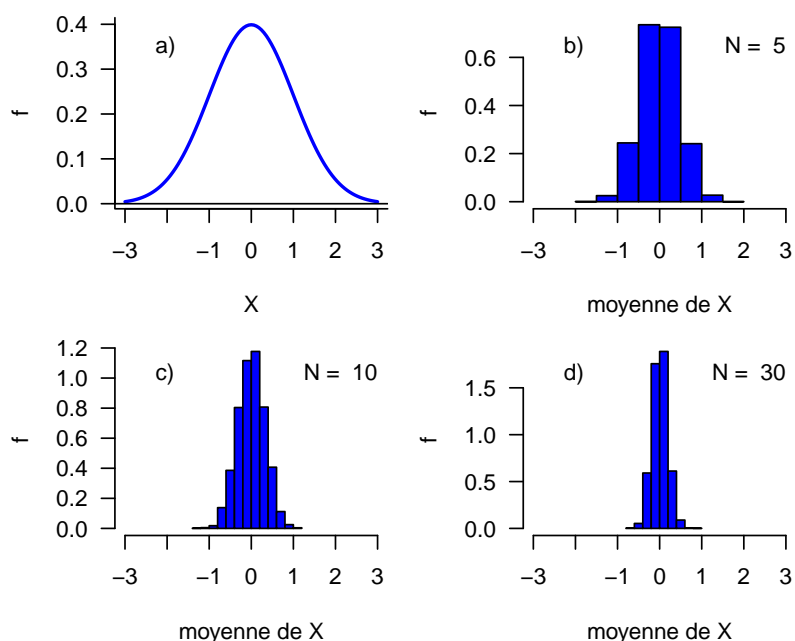 a)
f
0.4
0.3
0.2
0.1
0.0
−3 −1 0 1 2 3
X
b) N = 5
f
0.6
0.4
0.2
0.0
−3 −1 0 1 2 3
moyenne de X
c) N = 10
f
1.2
1.0
0.8
0.6
0.4
0.2
0.0
−3 −1 0 1 2 3
moyenne de X
d) N = 30
f
1.5
1.0
0.5
0.0
−3 −1 0 1 2 3
moyenne de X